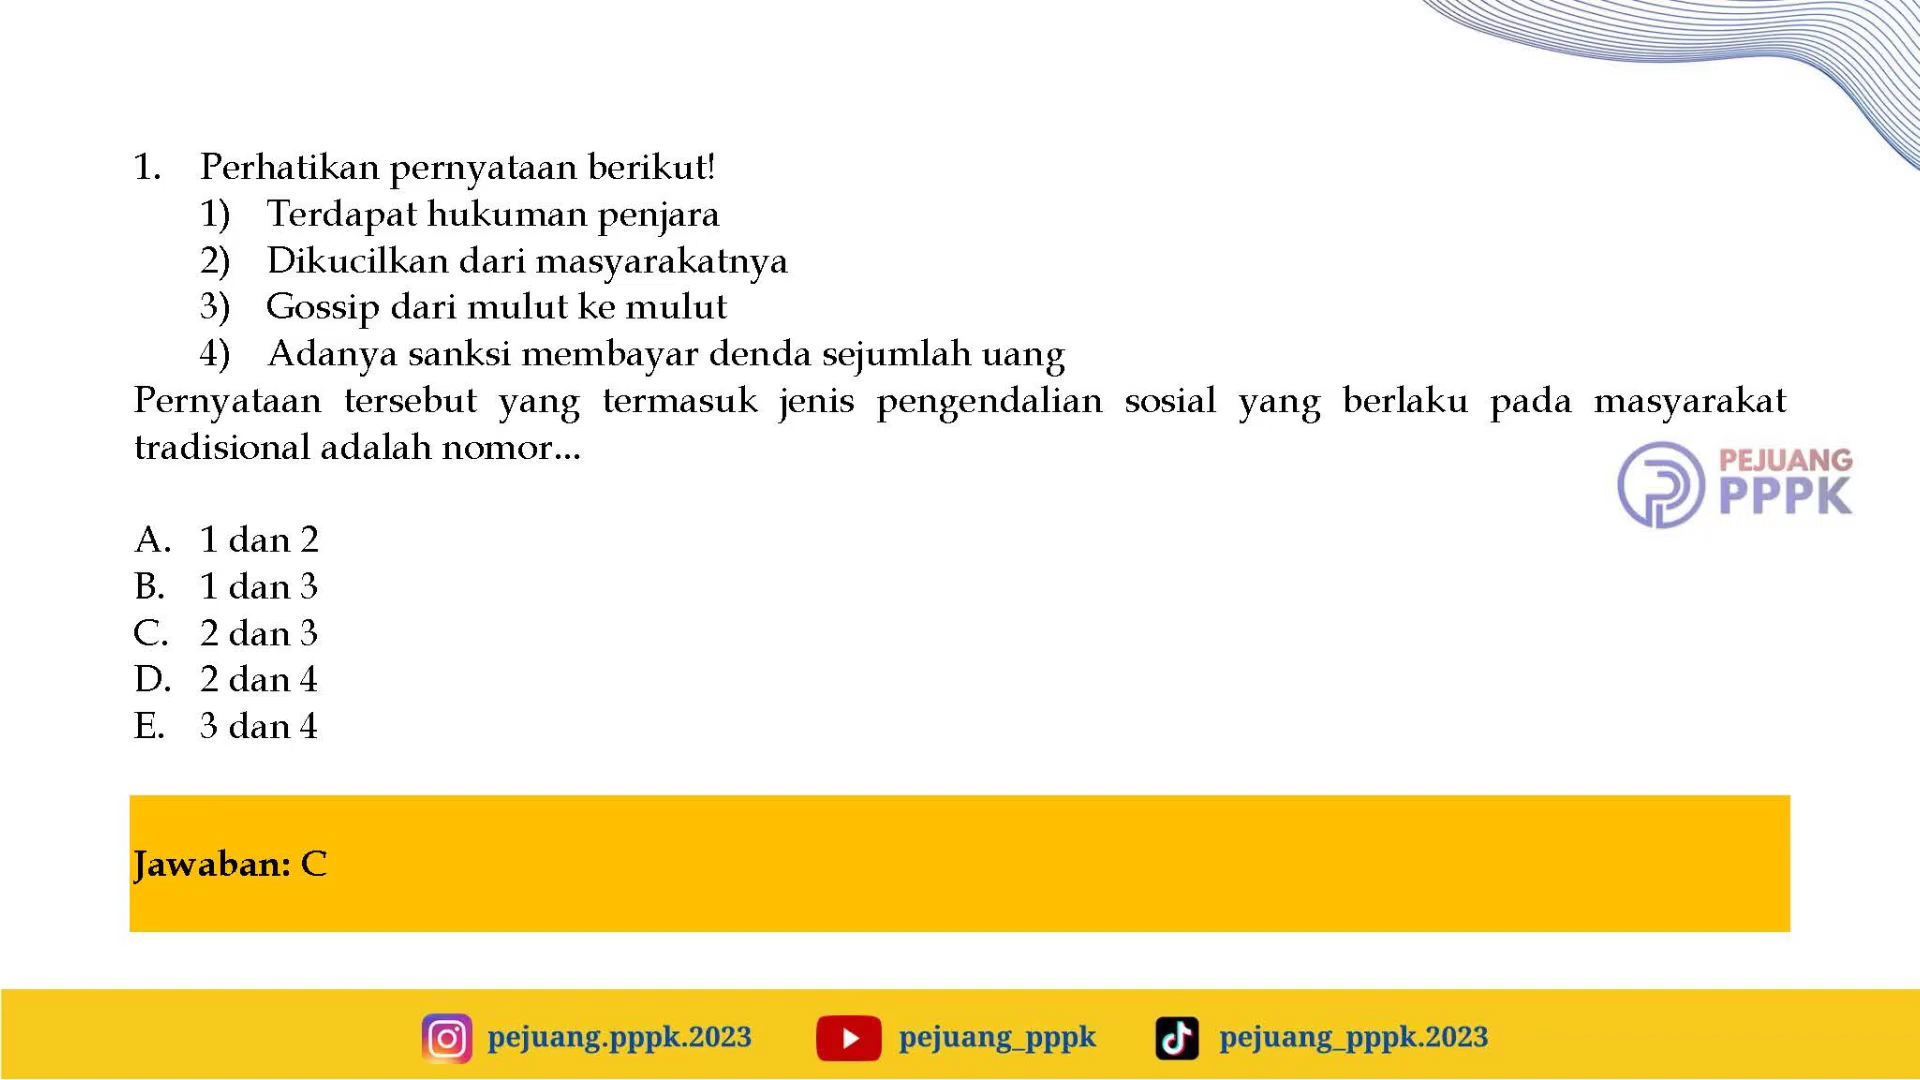 1. Perhatikan pernyataan berikut!
1) Terdapat hukuman penjara
2) Dikucilkan dari masyarakatnya
3) Gossip dari mulut ke mulut
4) Adanya sanksi membayar denda sejumlah uang
Pernyataan tersebut yang termasuk jenis pengendalian sosial yang berlaku pada masyarakat
tradisional adalah nomor...
PEJUANG
PPPK
A. 1 dan 2
B. 1 dan 3
C. 2 dan 3
D. 2 dan 4
E. 3 dan 4
Jawaban: C
pejuang.pppk.2023 pejuang_pppk pejuang_pppk.2023